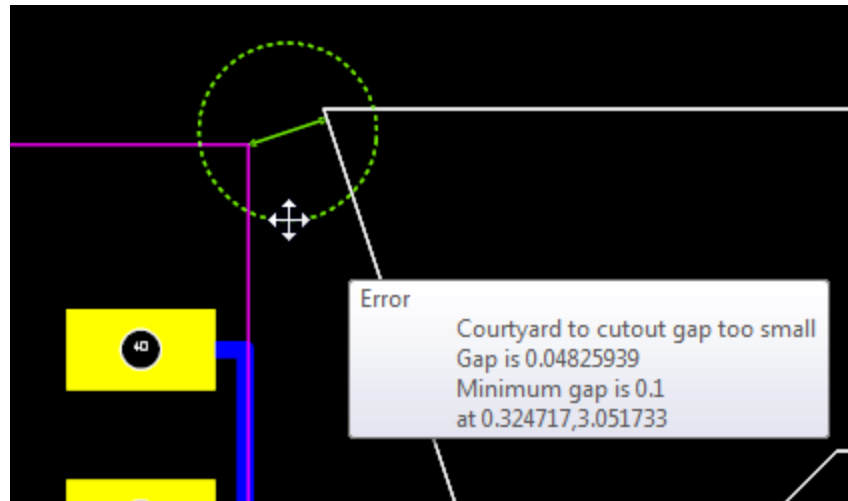 40
Error
Courtyard to cutout gap too small
Gap is 0.04825939
Minimum gap is 0.1
at 0.324717,3.051733